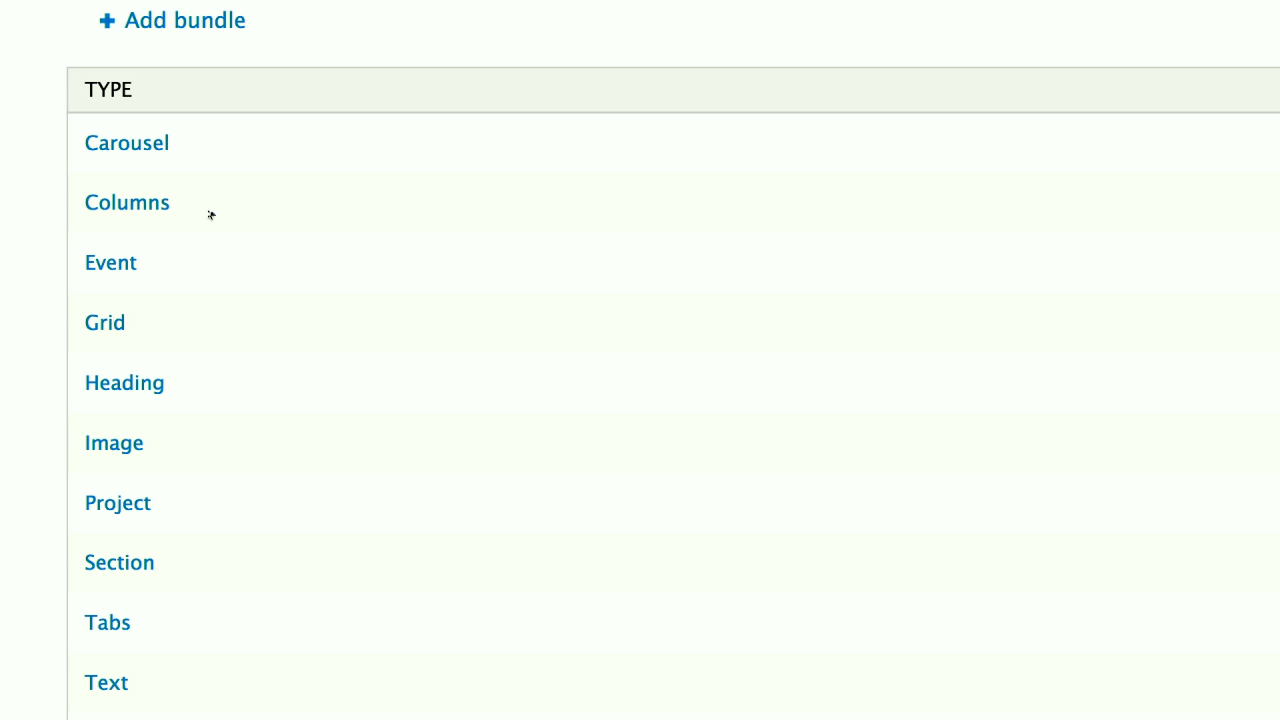 Add bundle
TYPE
Carousel
Columns
Event
Grid
Heading
Image
Project
Section
Tabs
Text